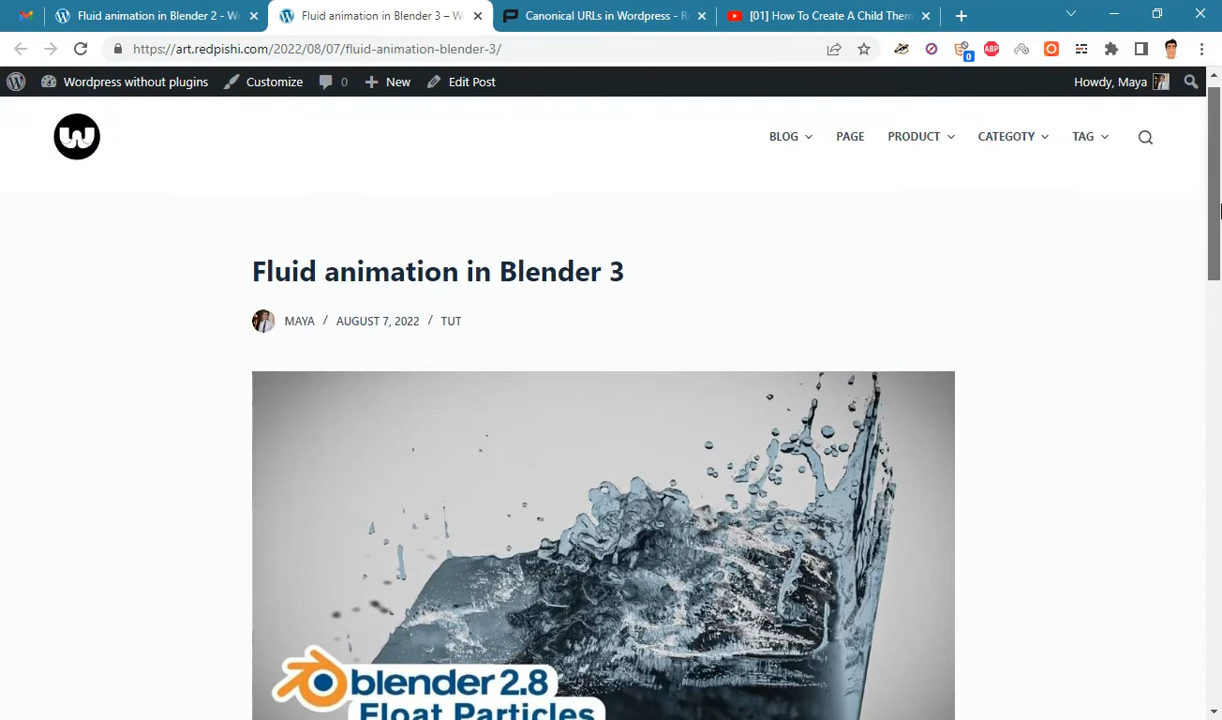 Fluid animation in Blender 2 - W
Fluid animation in Blender 3 – W
Canonical URLs in Wordpress - R
[01] How To Create A Child Them
https://art.redpishi.com/2022/08/07/fluid-animation-blender-3/
0
ABP
Wordpress without plugins
Customize
0
New
Edit Post
Howdy, Maya
BLOG
PAGE
PRODUCT
CATEGOTY
TAG
Fluid animation in Blender 3
MAYA / AUGUST 7, 2022 / TUT
blender 2.8
Float Particles